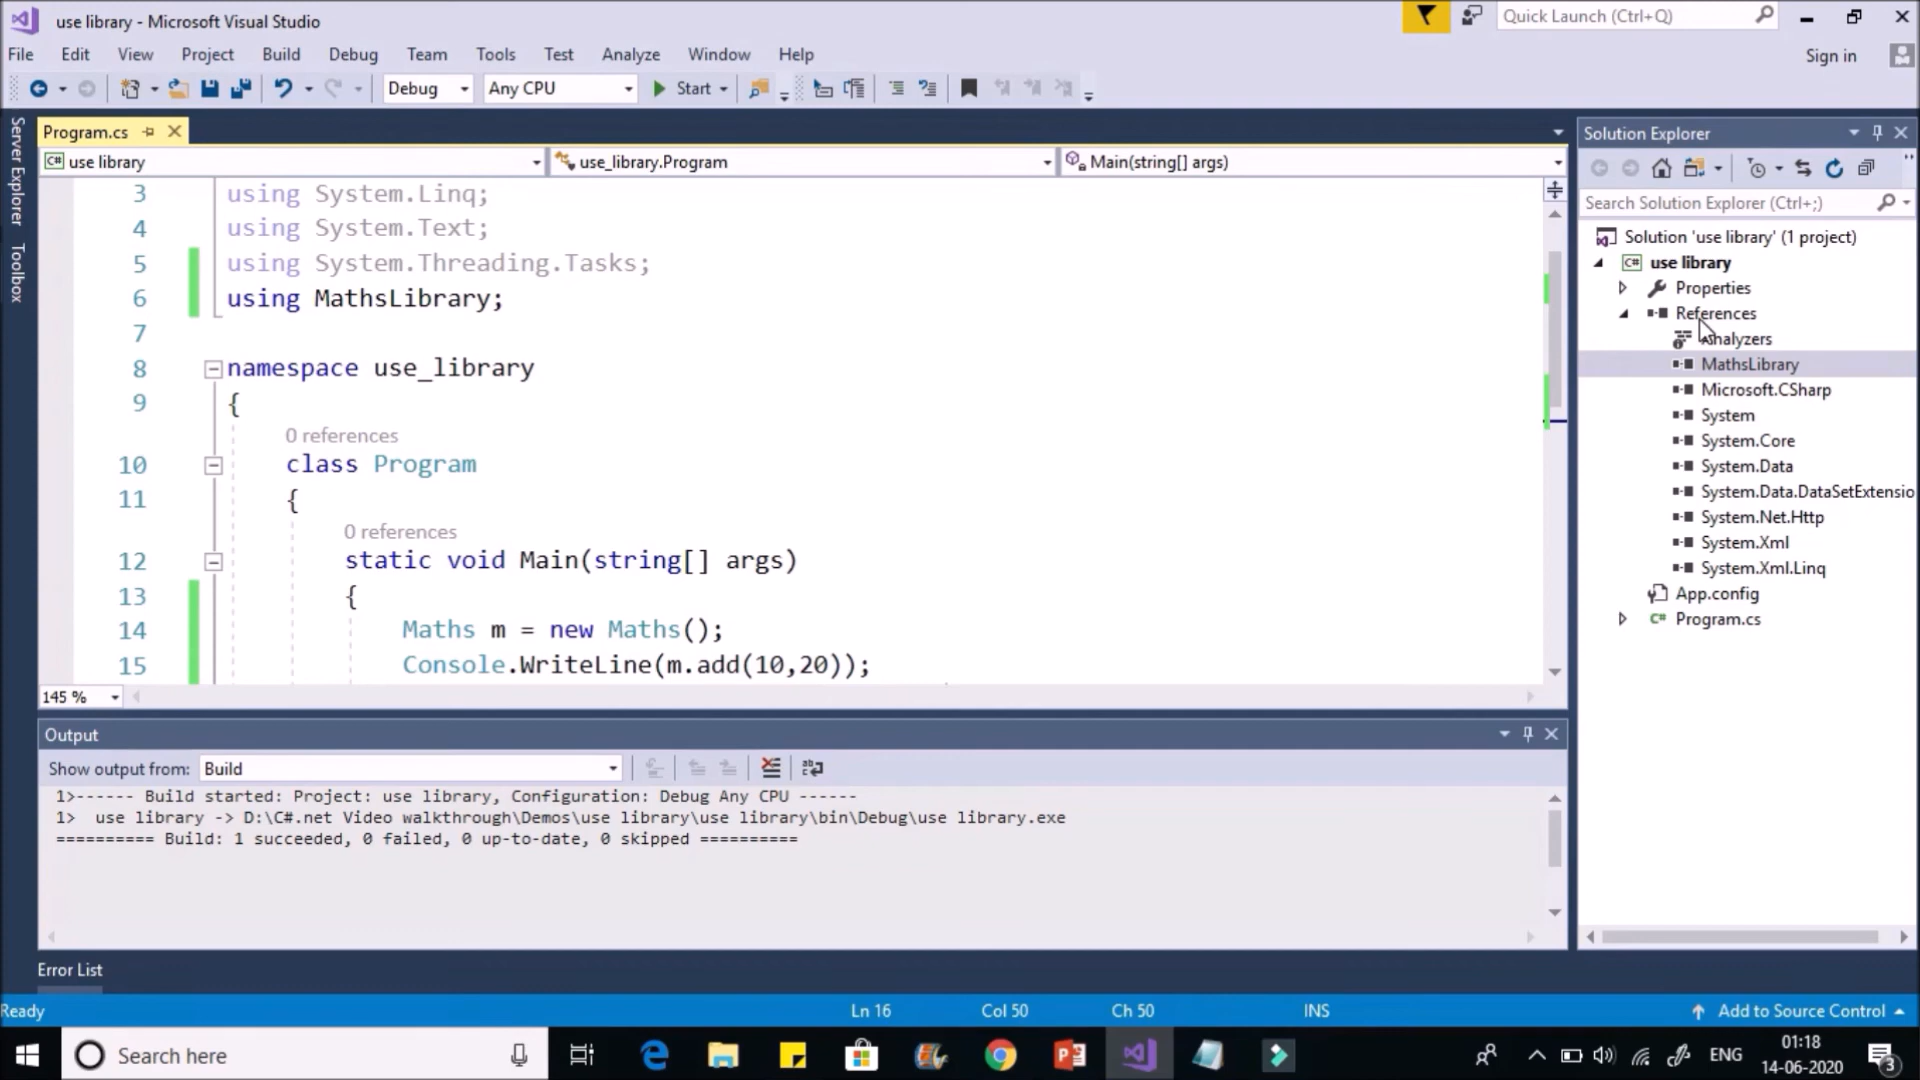 use library - Microsoft Visual Studio
Quick Launch (Ctrl+Q)
File Edit View Project Build Debug Team Tools Test Analyze Window Help
Sign in
Debug Any CPU Start
Server Explorer
Toolbox
Program.cs
use library use_library.Program Main(string[] args)
3 using System.Linq;
4 using System.Text;
5 using System.Threading.Tasks;
6 using MathsLibrary;
7
8 namespace use_library
9 {
0 references
10 class Program
11 {
0 references
12 static void Main(string[] args)
13 {
14 Maths m = new Maths();
15 Console.WriteLine(m.add(10,20));
145 %
Output
Show output from: Build
1>------ Build started: Project: use library, Configuration: Debug Any CPU ------
1>  use library -> D:\C#.net Video walkthrough\Demos\use library\use library\bin\Debug\use library.exe
========== Build: 1 succeeded, 0 failed, 0 up-to-date, 0 skipped ==========
Error List
Solution Explorer
Search Solution Explorer (Ctrl+;)
Solution 'use library' (1 project)
use library
Properties
References
Analyzers
MathsLibrary
Microsoft.CSharp
System
System.Core
System.Data
System.Data.DataSetExtensio
System.Net.Http
System.Xml
System.Xml.Linq
App.config
Program.cs
Ready Ln 16 Col 50 Ch 50 INS Add to Source Control
Search here
ENG
01:18
14-06-2020
3